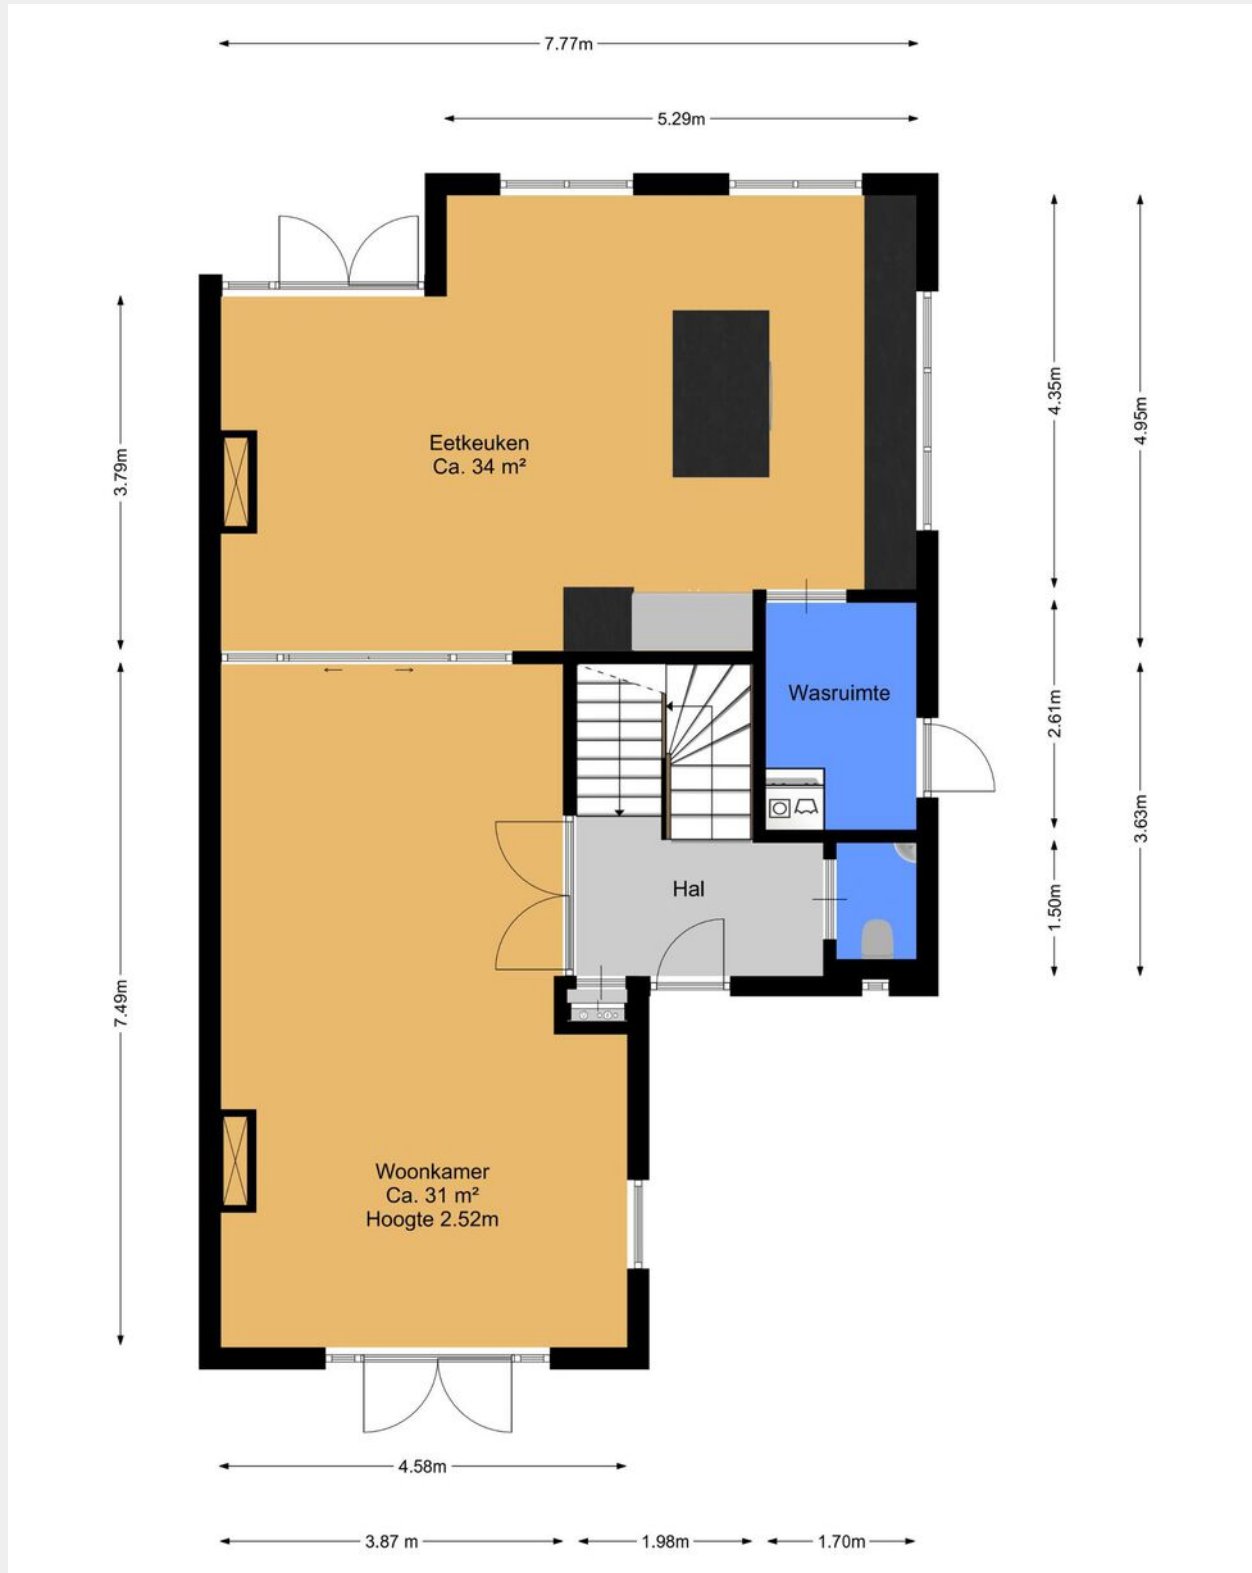 7.77m
5.29m
3.79m
4.35m
4.95m
Eetkeuken
Ca. 34 m²
Wasruimte
2.61m
3.63m
Hal
1.50m
7.49m
Woonkamer
Ca. 31 m²
Hoogte 2.52m
4.58m
3.87 m
1.98m
1.70m